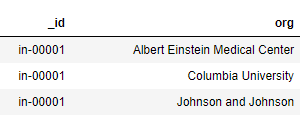 _id org
in-00001 Albert Einstein Medical Center
in-00001 Columbia University
in-00001 Johnson and Johnson